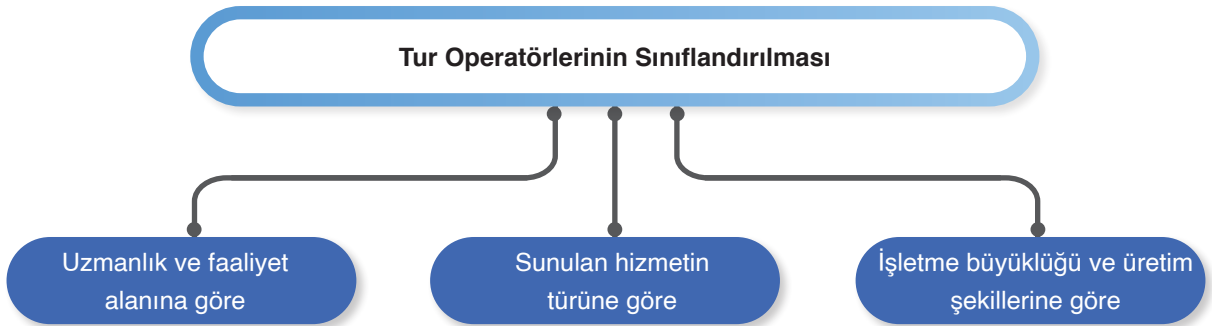 Tur Operatörlerinin Sınıflandırılması
Uzmanlık ve faaliyet
alanına göre
Sunulan hizmetin
türüne göre
İşletme büyüklüğü ve üretim
şekillerine göre